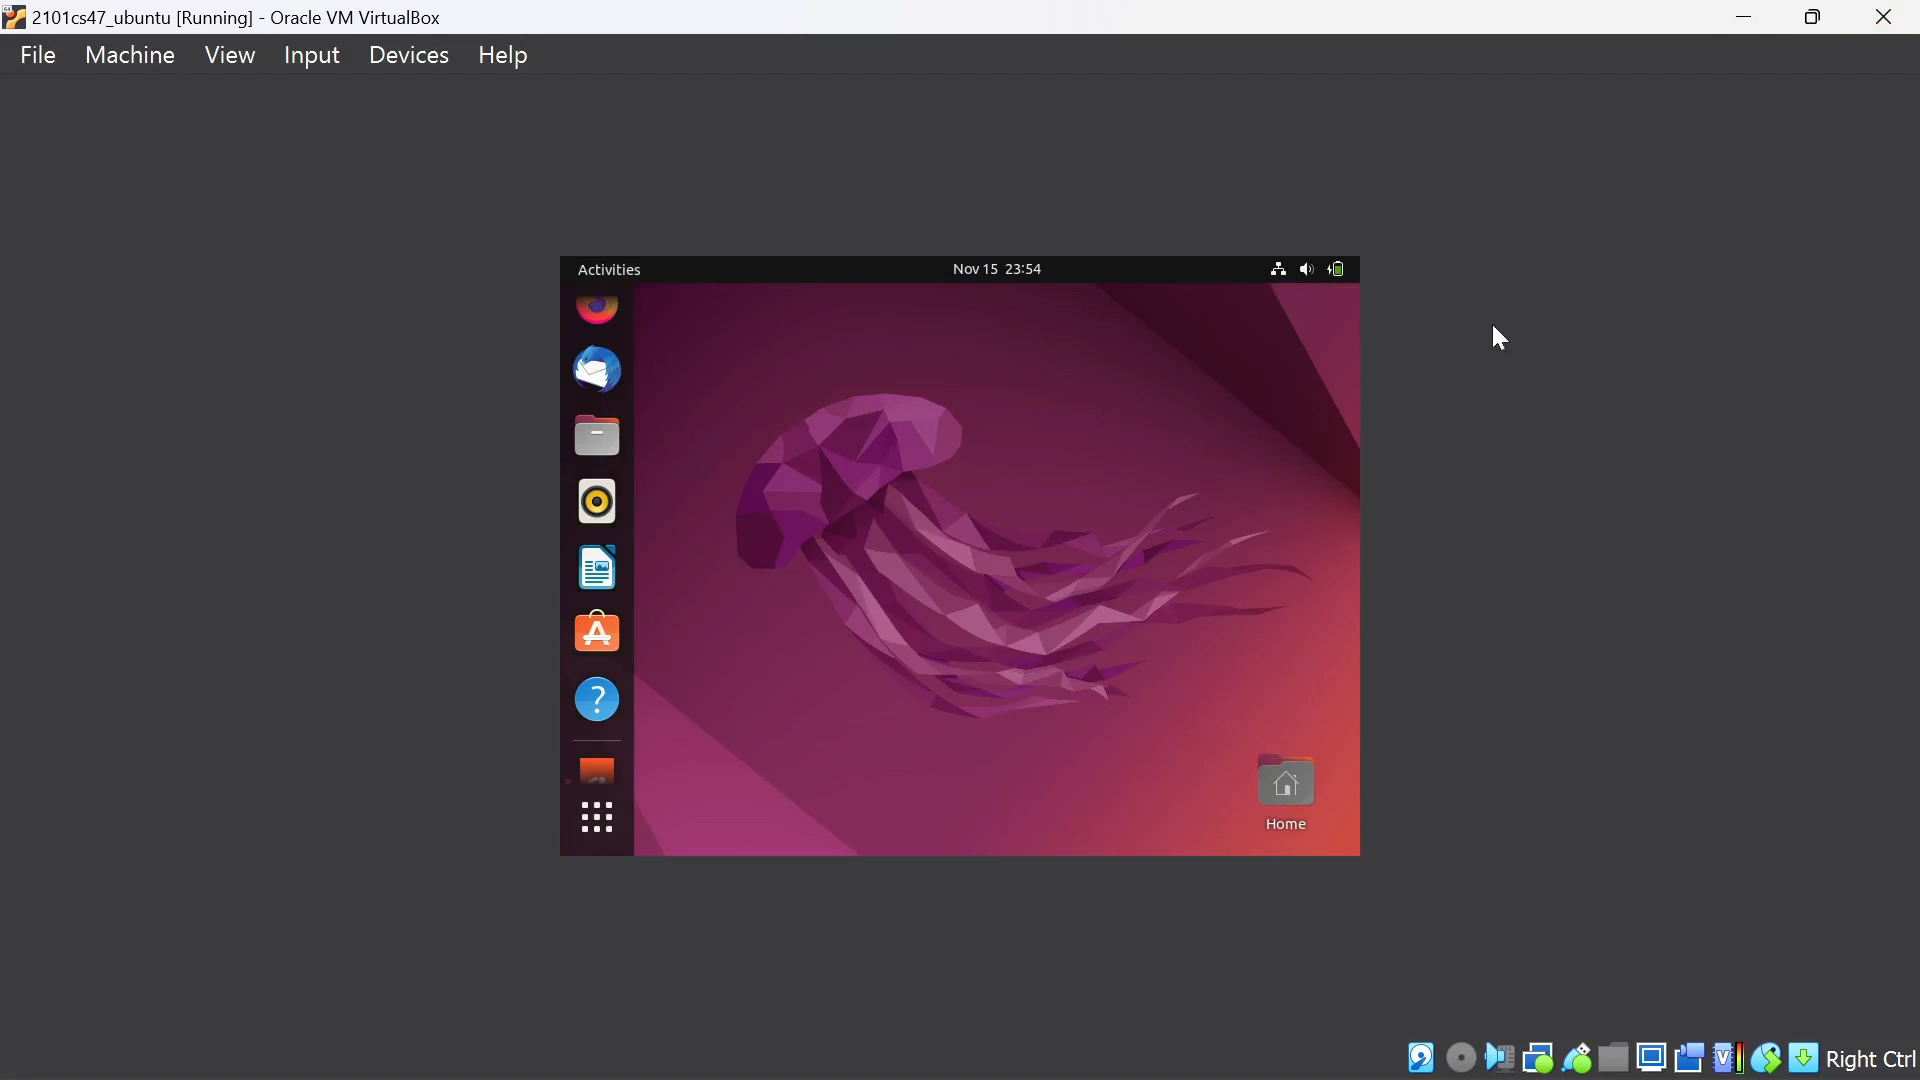 2101cs47_ubuntu [Running] - Oracle VM VirtualBox
File Machine View Input Devices Help
Activities Nov 15 23:54
Home
Right Ctrl